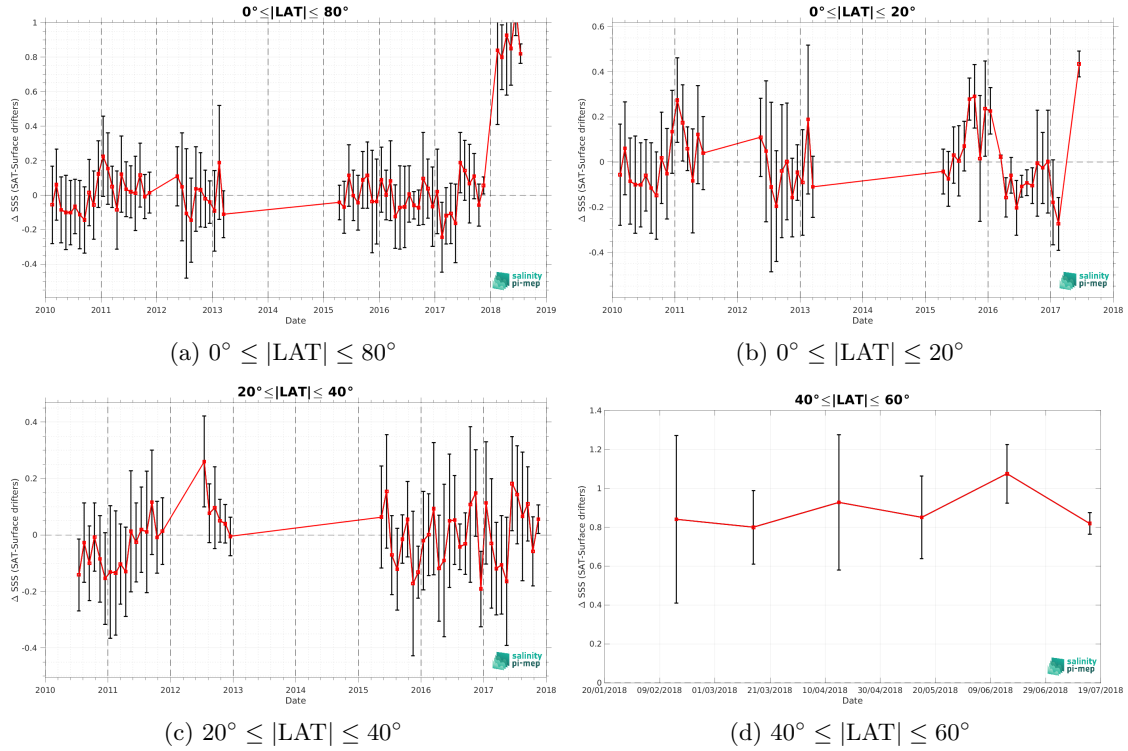 0°≤|LAT|≤ 80°
Δ SSS (SAT-Surface drifters)
1
0.8
0.6
0.4
0.2
0
-0.2
-0.4
2010 2011 2012 2013 2014 2015 2016 2017 2018 2019
Date
salinity
pi-mep
(a) 0° ≤ |LAT| ≤ 80°
0°≤|LAT|≤ 20°
Δ SSS (SAT-Surface drifters)
0.6
0.4
0.2
0
-0.2
-0.4
2010 2011 2012 2013 2014 2015 2016 2017 2018
Date
salinity
pi-mep
(b) 0° ≤ |LAT| ≤ 20°
20°≤|LAT|≤ 40°
Δ SSS (SAT-Surface drifters)
0.4
0.2
0
-0.2
-0.4
2010 2011 2012 2013 2014 2015 2016 2017 2018
Date
salinity
pi-mep
(c) 20° ≤ |LAT| ≤ 40°
40°≤|LAT|≤ 60°
Δ SSS (SAT-Surface drifters)
1.4
1.2
1
0.8
0.6
0.4
0.2
0
20/01/2018 09/02/2018 01/03/2018 21/03/2018 10/04/2018 30/04/2018 20/05/2018 09/06/2018 29/06/2018 19/07/2018
Date
salinity
pi-mep
(d) 40° ≤ |LAT| ≤ 60°